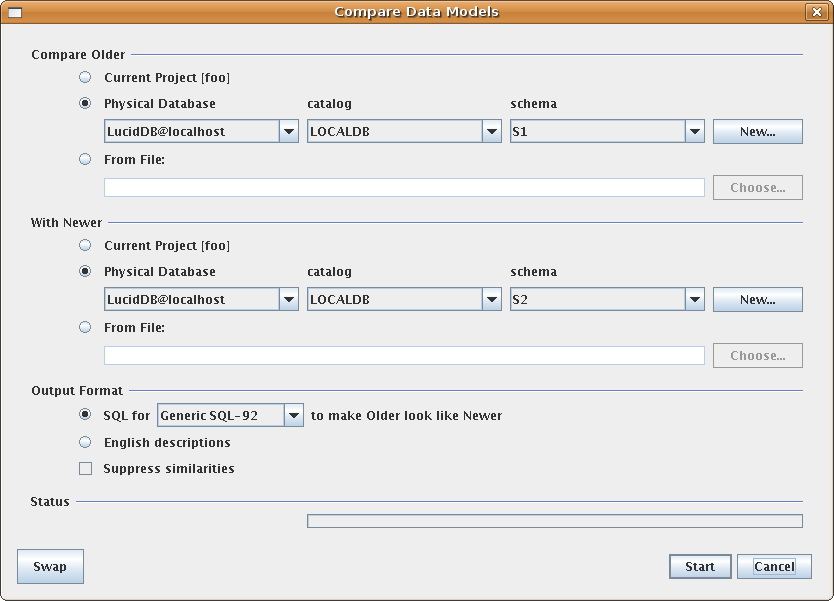 Compare Data Models
Compare Older
Current Project [foo]
Physical Database catalog schema
LucidDB@localhost LOCALDB S1 New...
From File:
Choose...
With Newer
Current Project [foo]
Physical Database catalog schema
LucidDB@localhost LOCALDB S2 New...
From File:
Choose...
Output Format
SQL for Generic SQL-92 to make Older look like Newer
English descriptions
Suppress similarities
Status
Swap Start Cancel